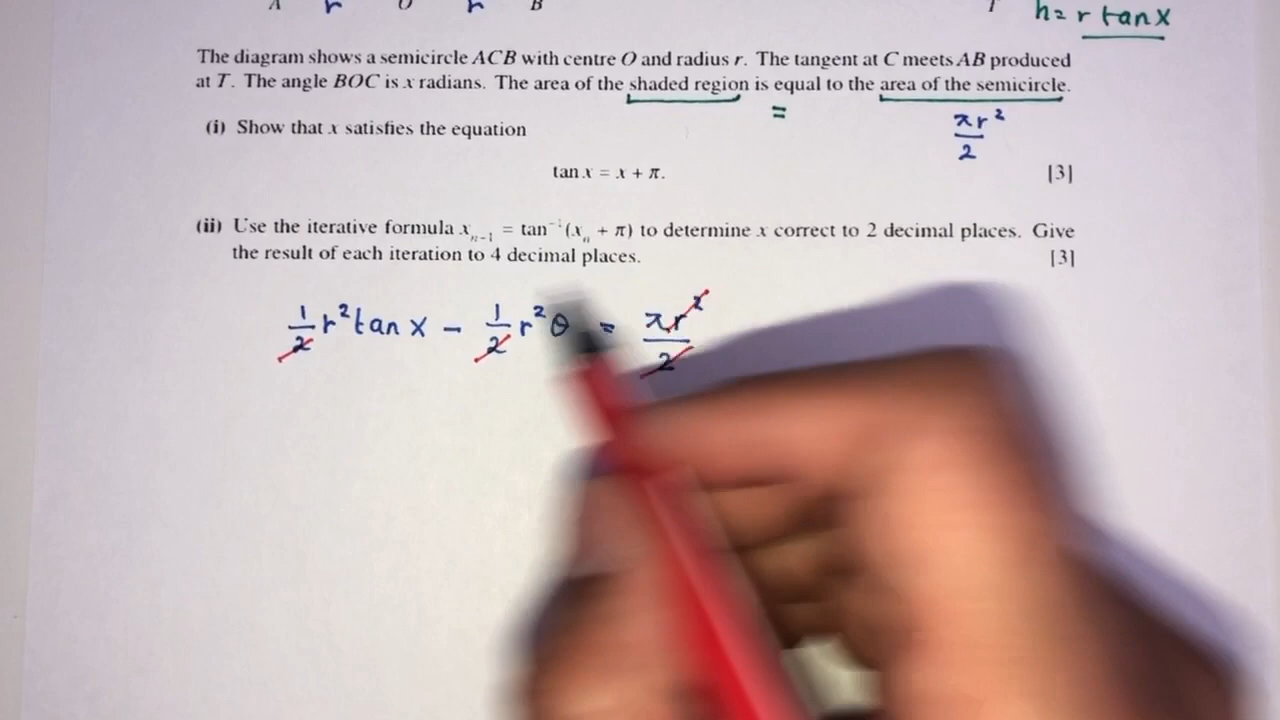 A r O r B T h = r tan x
The diagram shows a semicircle ACB with centre O and radius r. The tangent at C meets AB produced
at T. The angle BOC is x radians. The area of the shaded region is equal to the area of the semicircle.
= πr²/2
(i) Show that x satisfies the equation
tan x = x + π. [3]
(ii) Use the iterative formula xₙ₋₁ = tan⁻¹(xₙ + π) to determine x correct to 2 decimal places. Give
the result of each iteration to 4 decimal places. [3]
1/2 r² tan x - 1/2 r² θ = πr²/2